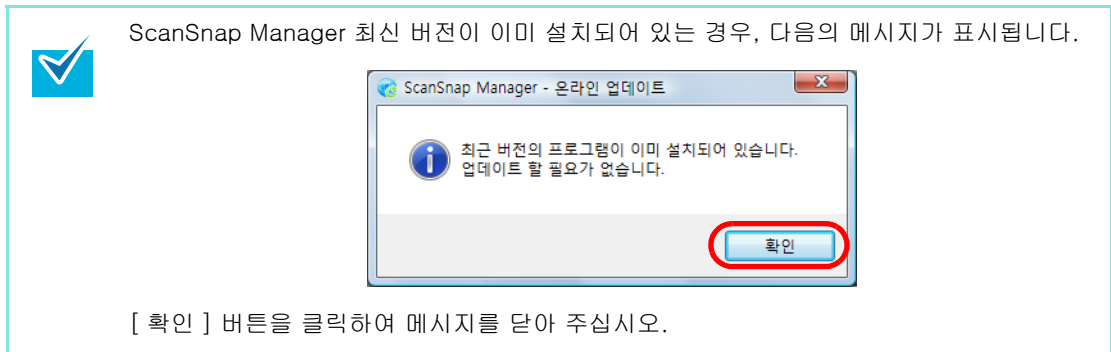 ScanSnap Manager 최신 버전이 이미 설치되어 있는 경우, 다음의 메시지가 표시됩니다.
ScanSnap Manager - 온라인 업데이트
최근 버전의 프로그램이 이미 설치되어 있습니다.
업데이트 할 필요가 없습니다.
확인
[ 확인 ] 버튼을 클릭하여 메시지를 닫아 주십시오.